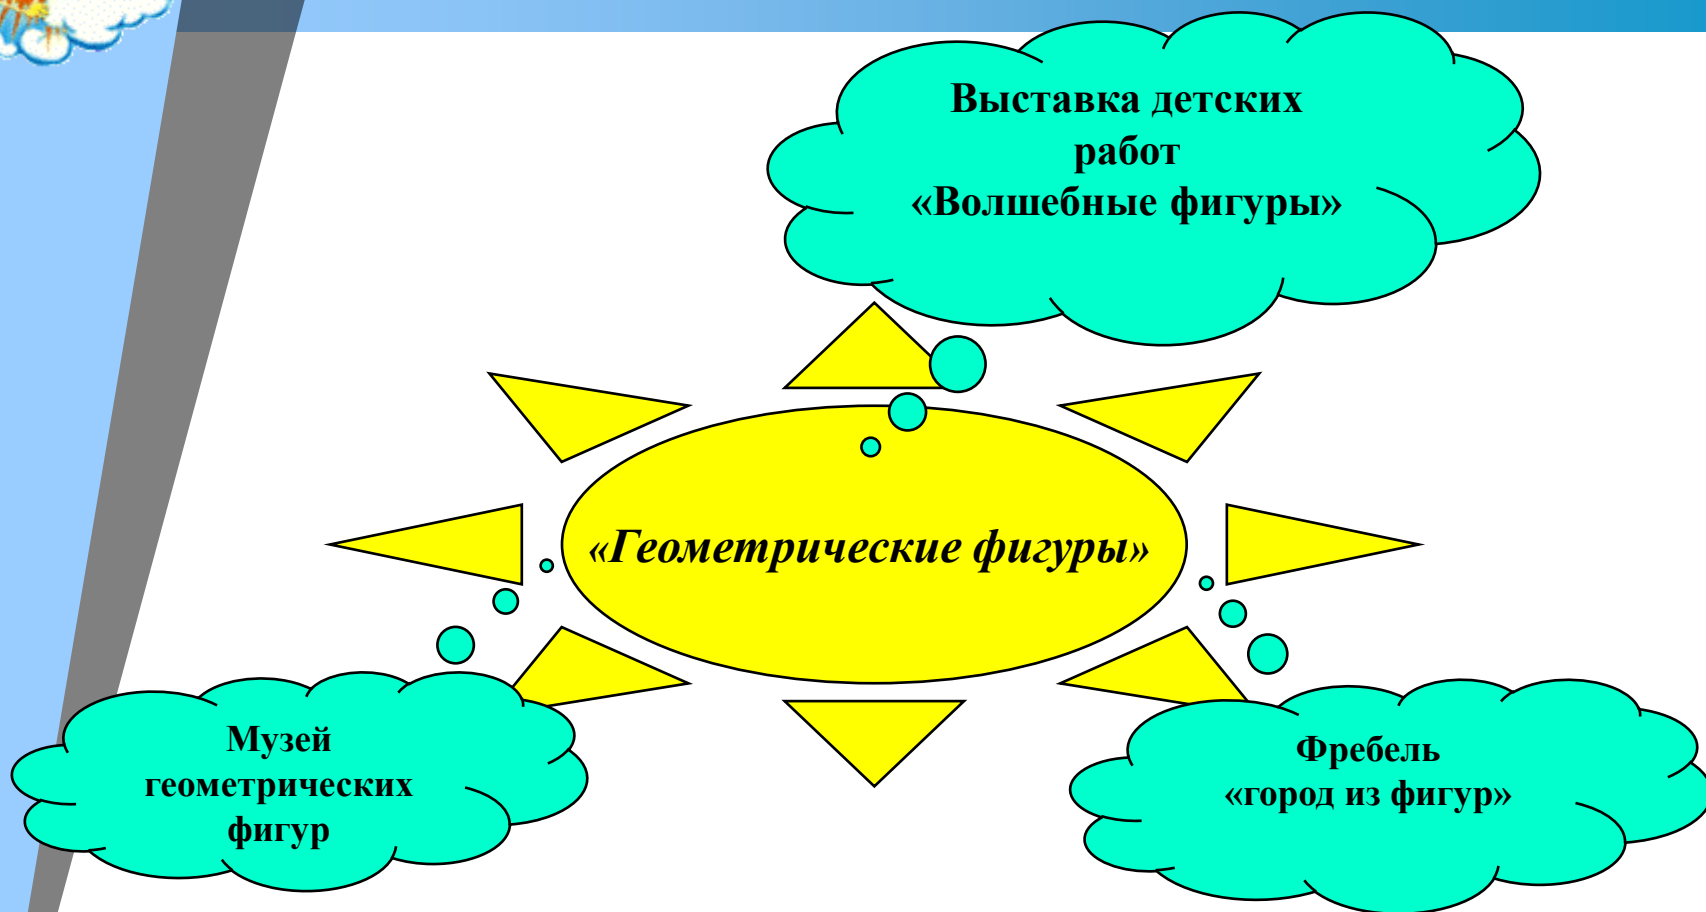 Выставка детских
работ
«Волшебные фигуры»
«Геометрические фигуры»
Музей
геометрических
фигур
Фребель
«город из фигур»